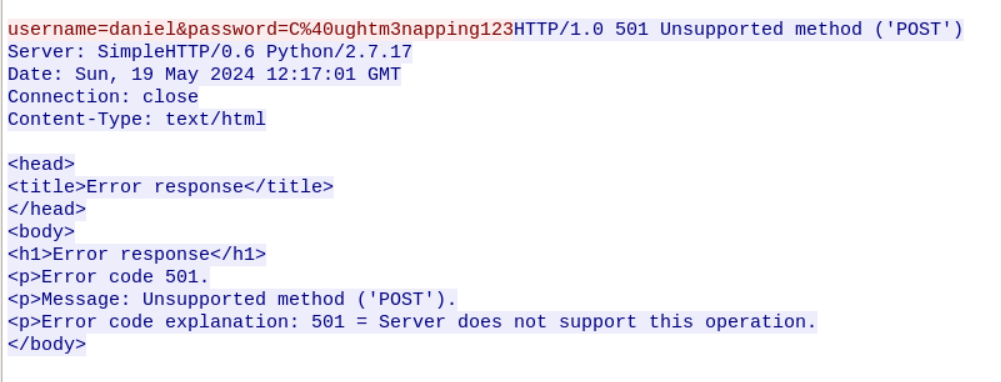 username=daniel&password=C%40ughtm3napping123HTTP/1.0 501 Unsupported method ('POST')
Server: SimpleHTTP/0.6 Python/2.7.17
Date: Sun, 19 May 2024 12:17:01 GMT
Connection: close
Content-Type: text/html
<head>
<title>Error response</title>
</head>
<body>
<h1>Error response</h1>
<p>Error code 501.
<p>Message: Unsupported method ('POST').
<p>Error code explanation: 501 = Server does not support this operation.
</body>